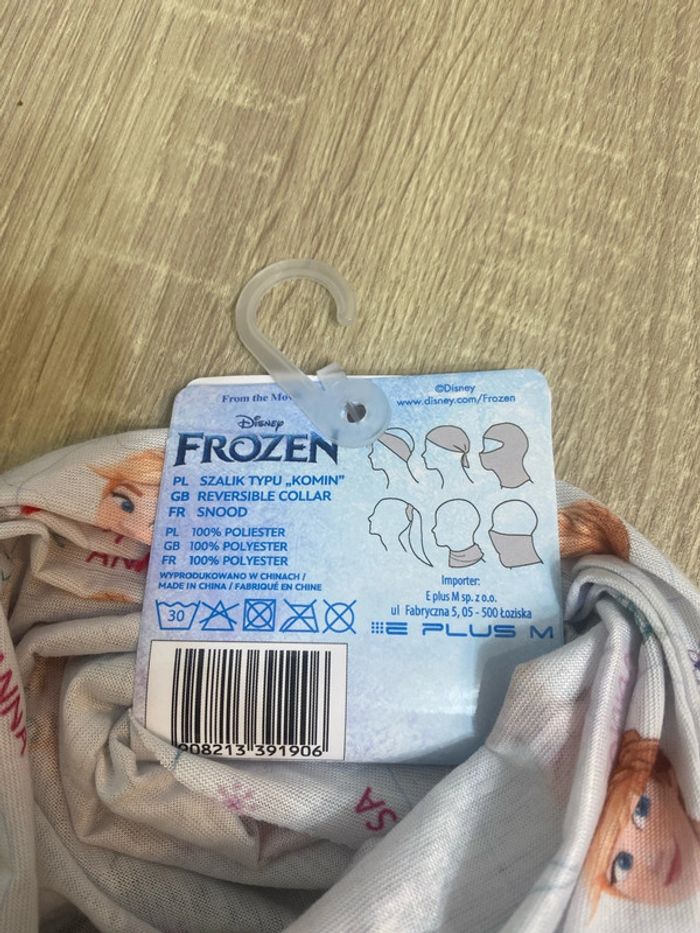 From the Mov
©Disney
www.disney.com/Frozen
Disney
FROZEN
PL SZALIK TYPU „KOMIN”
GB REVERSIBLE COLLAR
FR SNOOD
PL 100% POLIESTER
GB 100% POLYESTER
FR 100% POLYESTER
WYPRODUKOWANO W CHINACH /
MADE IN CHINA / FABRIQUÉ EN CHINE
30
Importer:
E plus M sp. z o.o.
ul Fabryczna 5, 05 - 500 Łoziska
E PLUS M
908213 391906
ANNA
SA